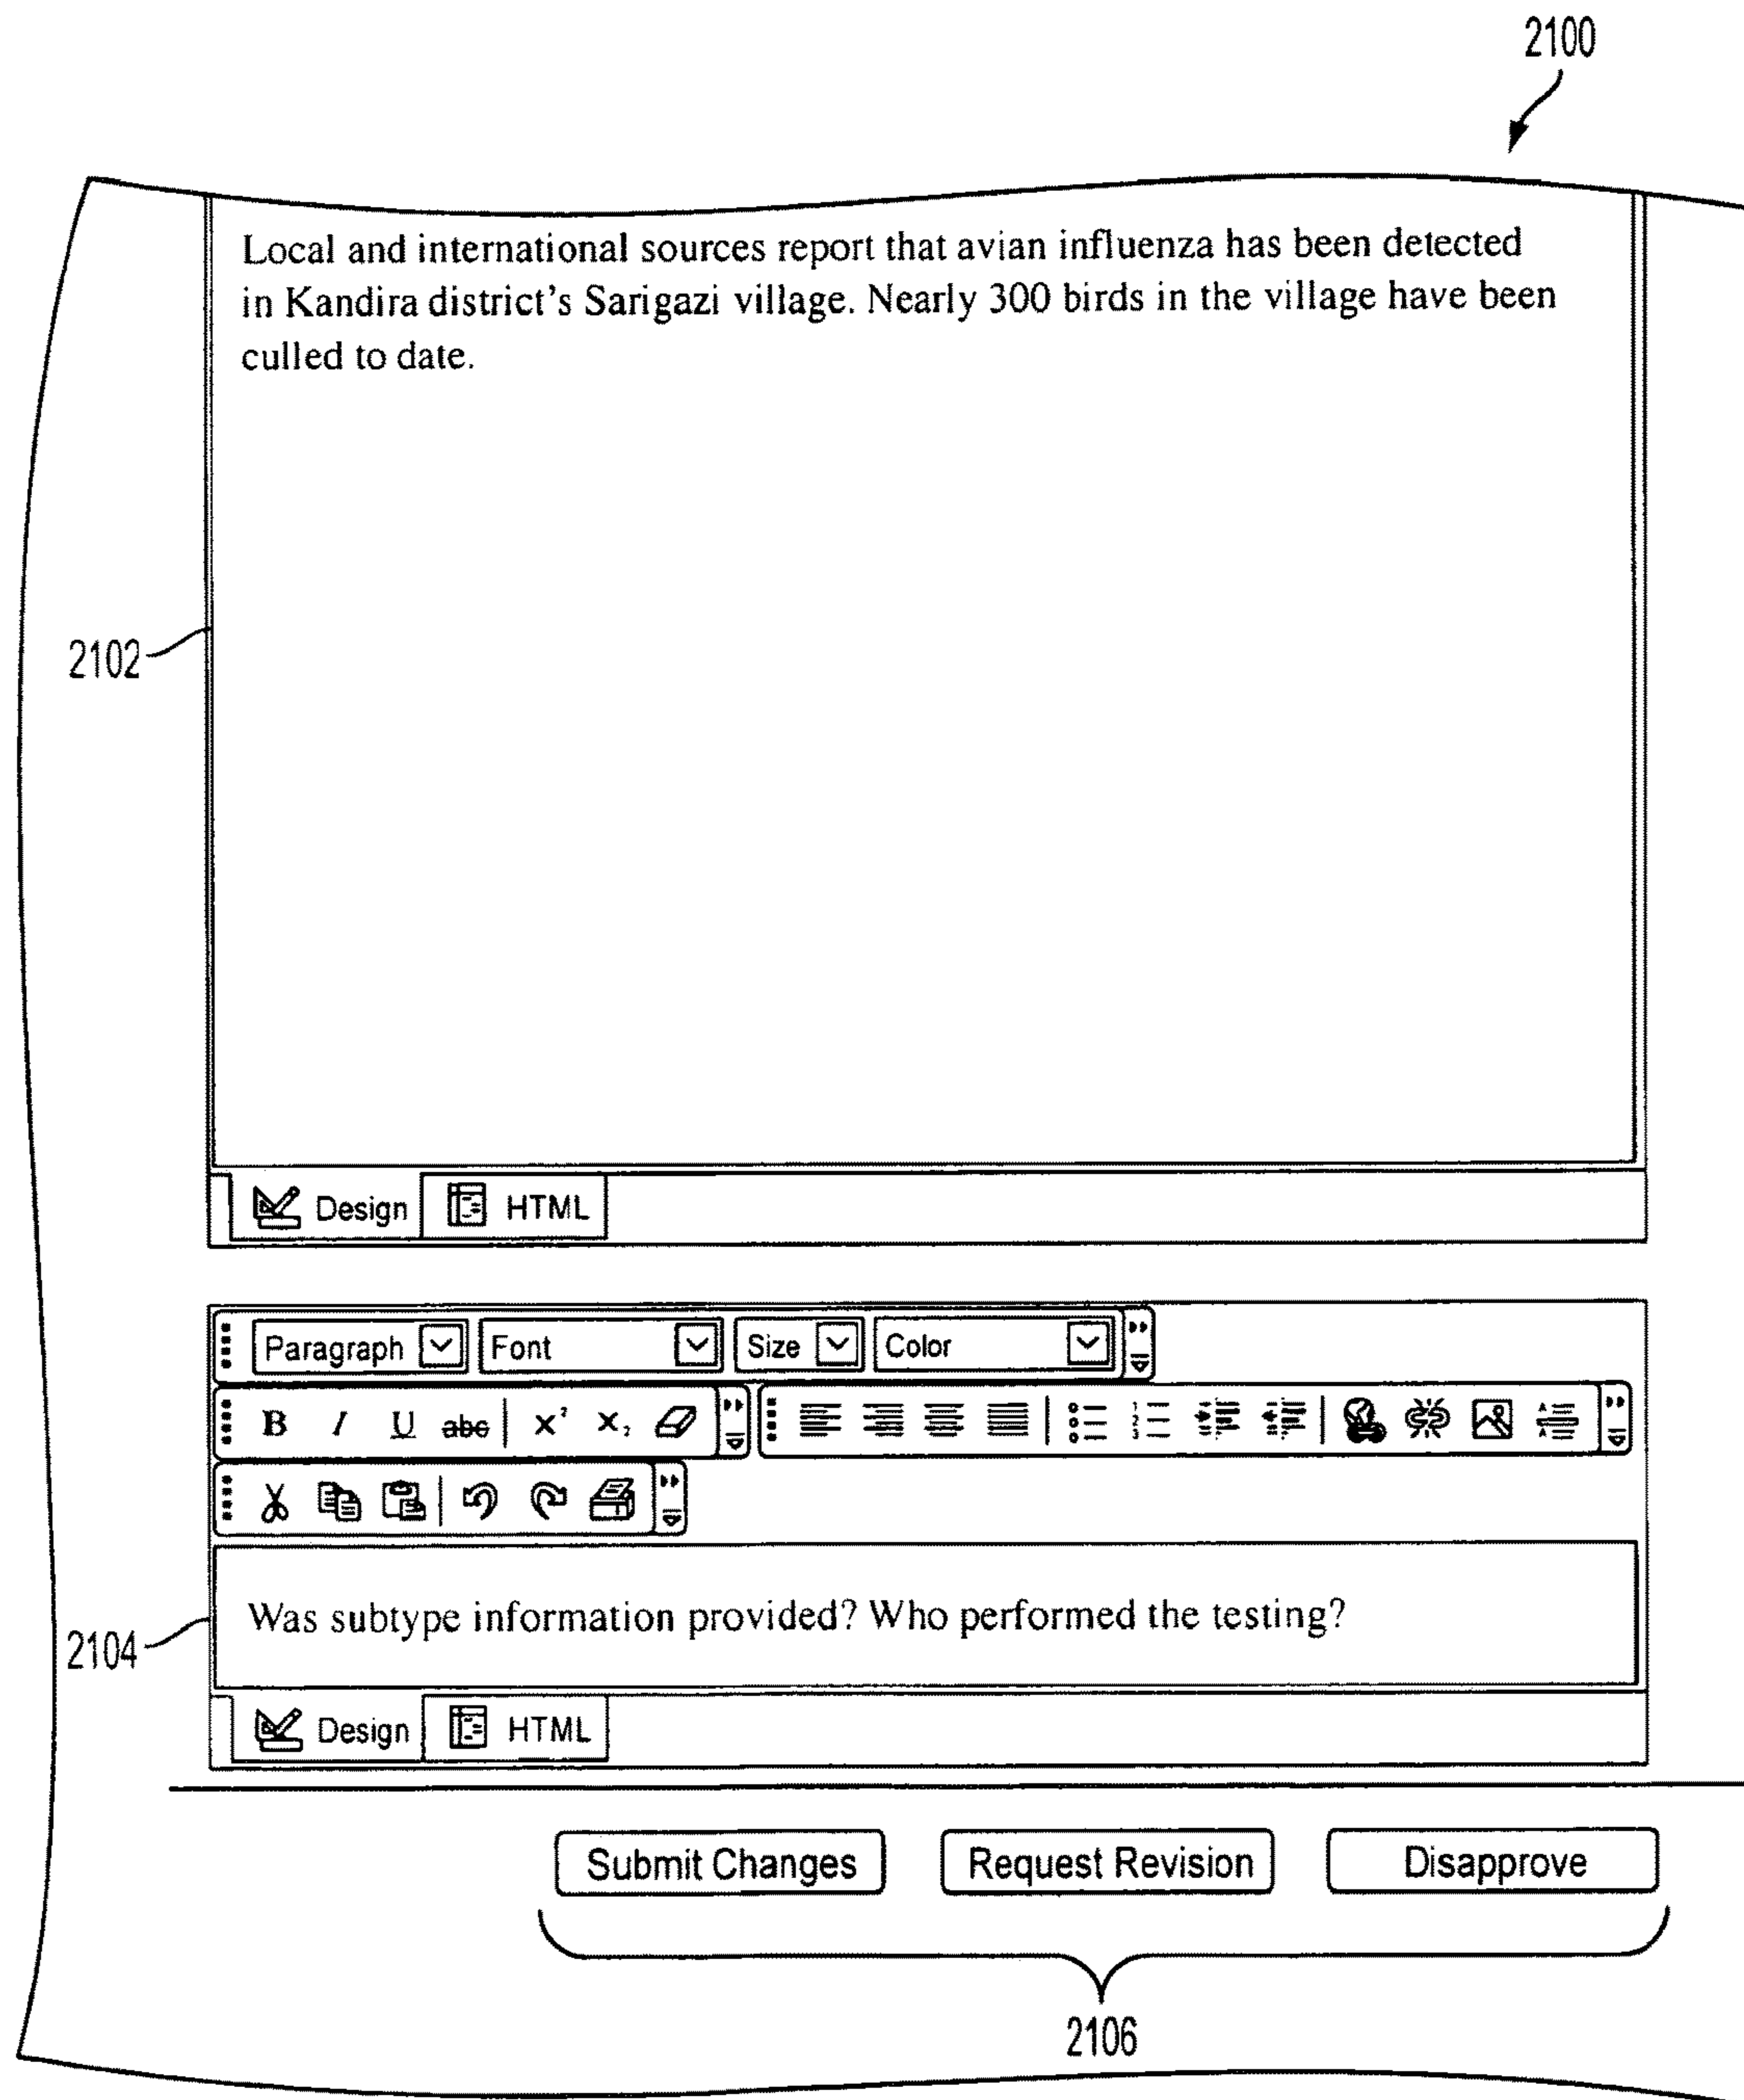 2100
Local and international sources report that avian influenza has been detected
in Kandira district's Sarigazi village. Nearly 300 birds in the village have been
culled to date.
2102
Design HTML
Paragraph Font Size Color
B I U abc x² x₂
2104
Was subtype information provided? Who performed the testing?
Design HTML
Submit Changes Request Revision Disapprove
2106